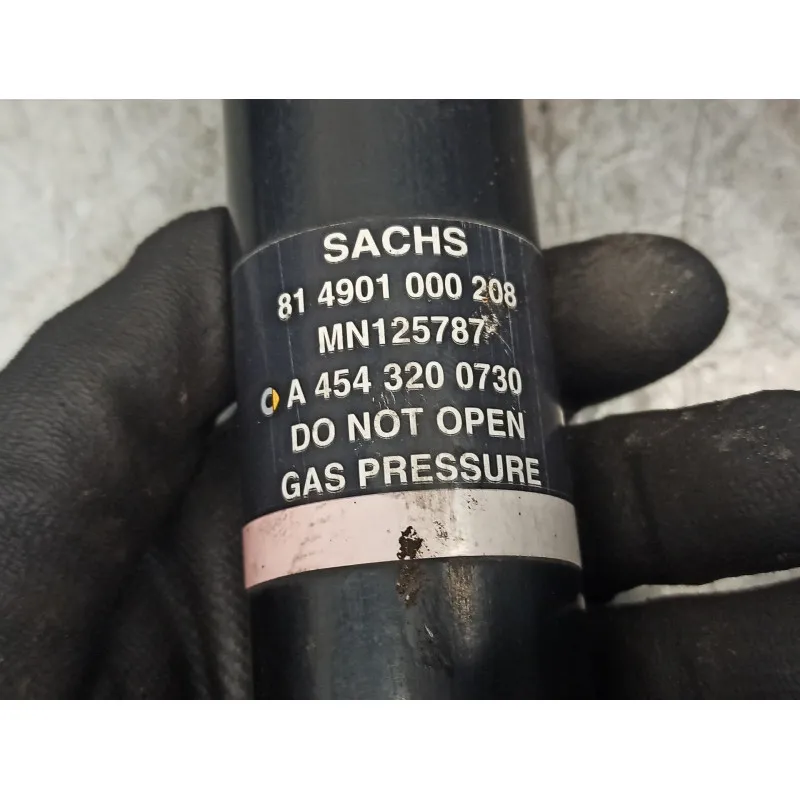 SACHS
81 4901 000 208
MN125787
A 454 320 0730
DO NOT OPEN
GAS PRESSURE